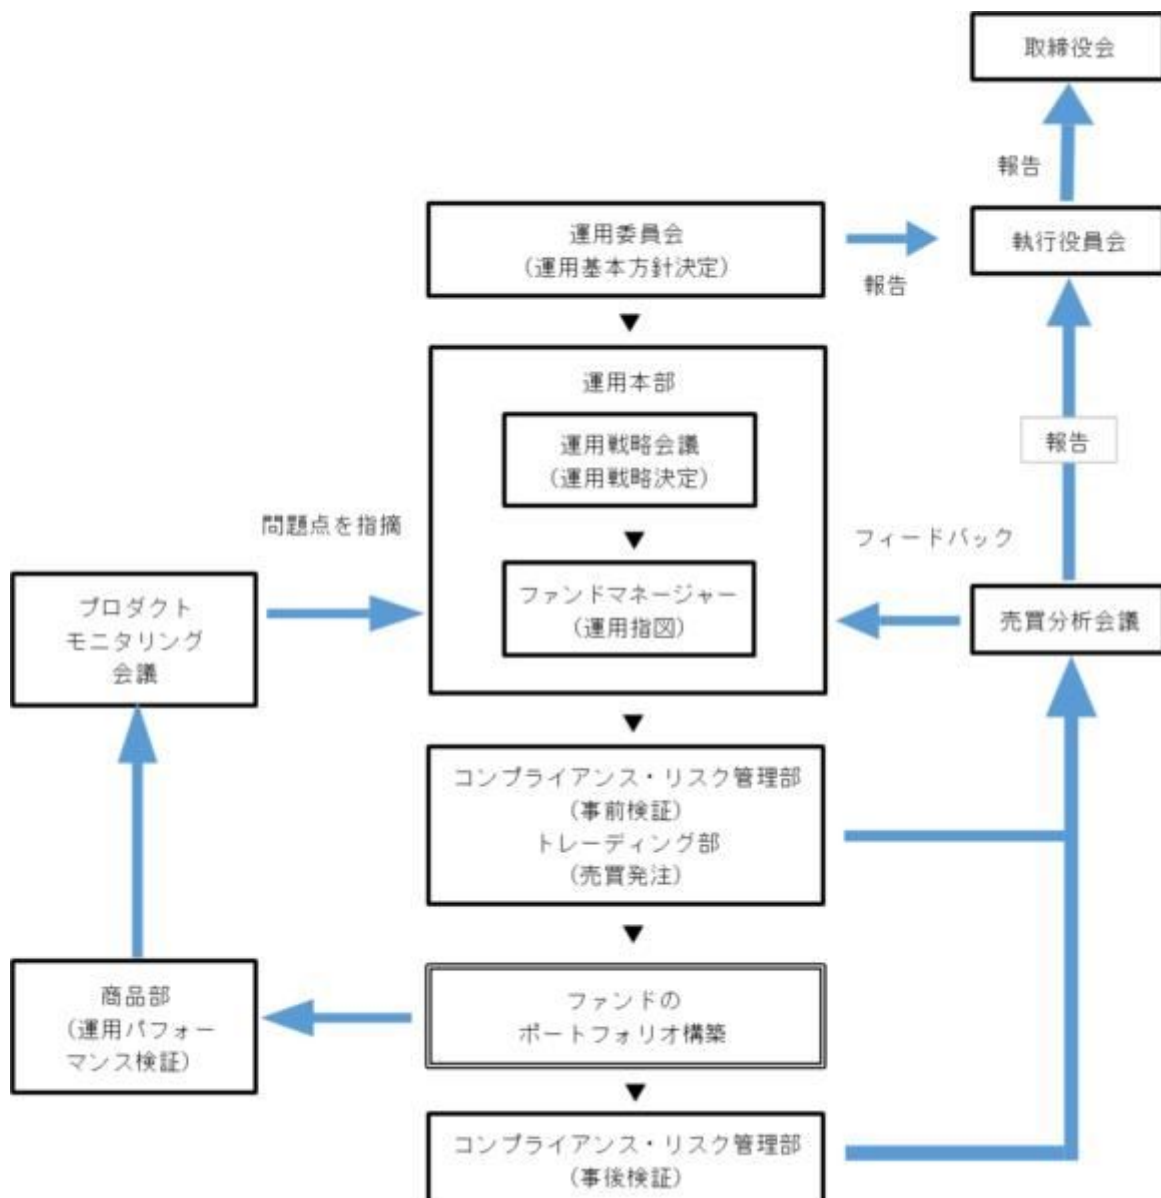 取締役会
報告
運用委員会
(運用基本方針決定)
報告
執行役員会
運用本部
運用戦略会議
(運用戦略決定)
報告
問題点を指摘
フィードバック
プロダクト
モニタリング
会議
ファンドマネージャー
(運用指図)
売買分析会議
コンプライアンス・リスク管理部
(事前検証)
トレーディング部
(売買発注)
商品部
(運用パフォー
マンス検証)
ファンドの
ポートフォリオ構築
コンプライアンス・リスク管理部
(事後検証)